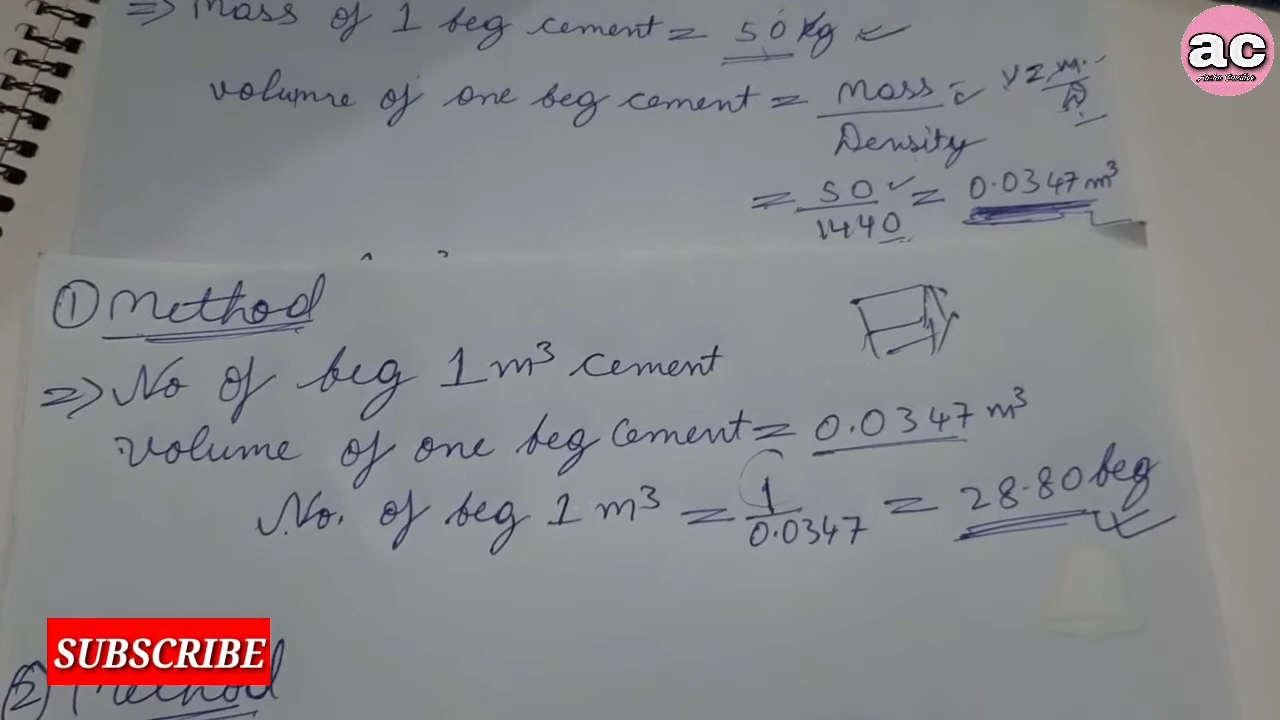 => Mass of 1 beg cement = 50 kg
ac
volumre of one beg cement = Mass / Density
= 50 / 1440 = 0.0347 m³
① Method
=> No of beg 1 m³ cement
volume of one beg cement = 0.0347 m³
No. of beg 1 m³ = 1 / 0.0347 = 28.80 beg
SUBSCRIBE
(2) Method